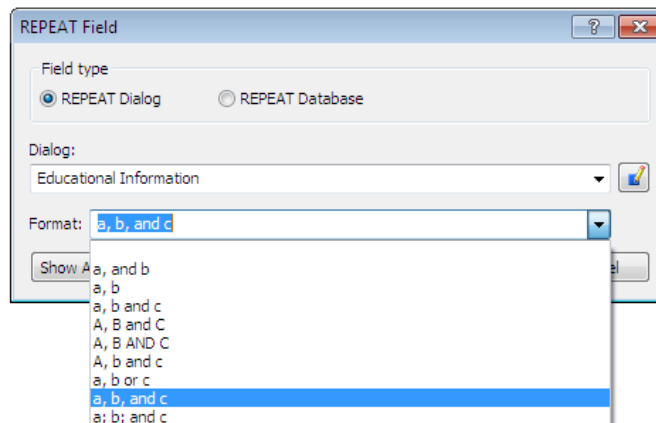 REPEAT Field
Field type
REPEAT Dialog REPEAT Database
Dialog:
Educational Information
Format: a, b, and c
Show
a, and b
a, b
a, b and c
A, B and C
A, B AND C
A, b and c
a, b or c
a, b, and c
a; b; and c